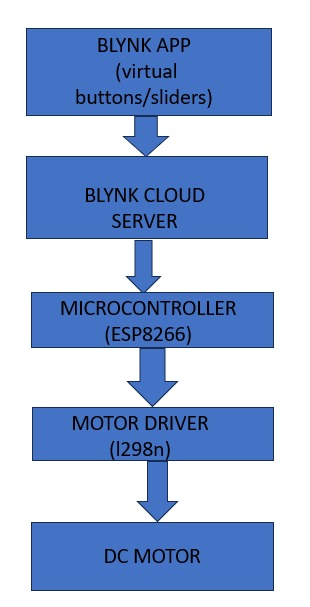 BLYNK APP
(virtual
buttons/sliders)
BLYNK CLOUD
SERVER
MICROCONTROLLER
(ESP8266)
MOTOR DRIVER
(l298n)
DC MOTOR